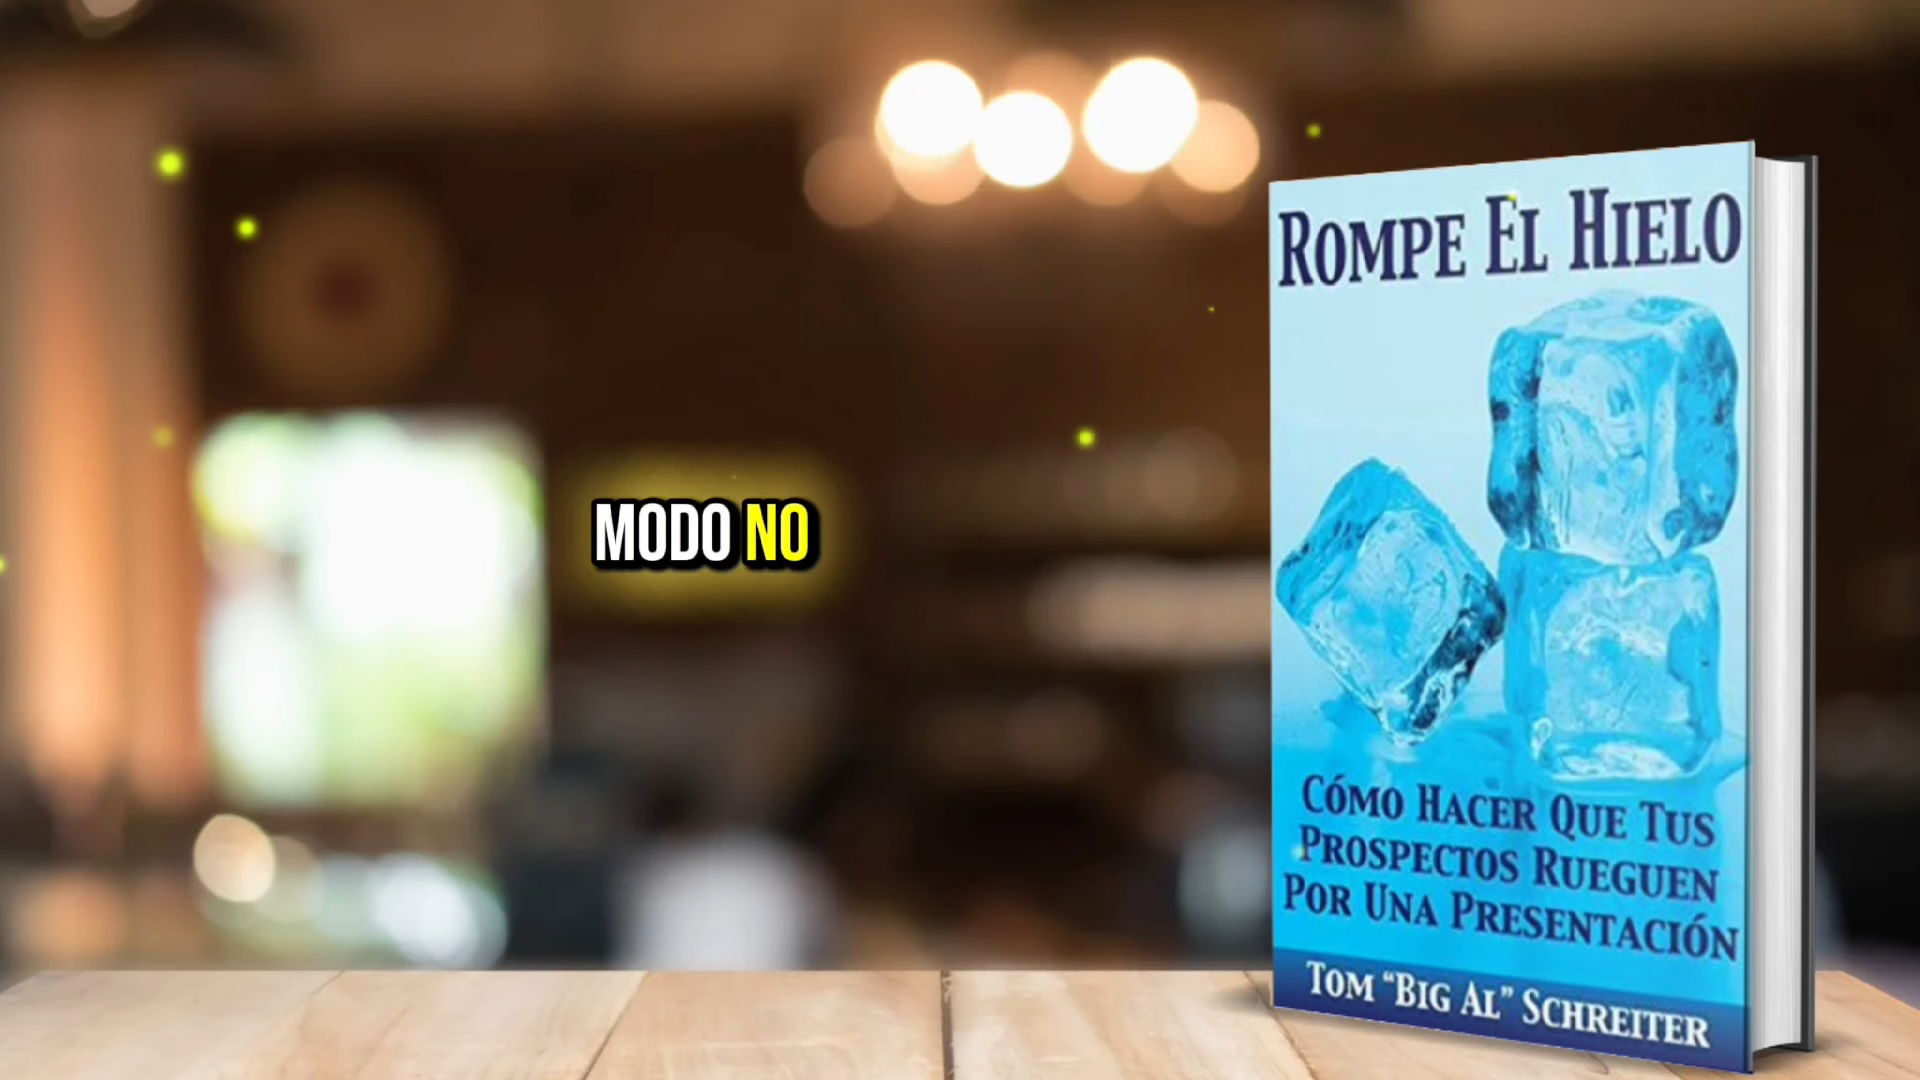 MODO NO
ROMPE EL HIELO
CÓMO HACER QUE TUS
PROSPECTOS RUEGUEN
POR UNA PRESENTACIÓN
TOM “BIG AL” SCHREITER